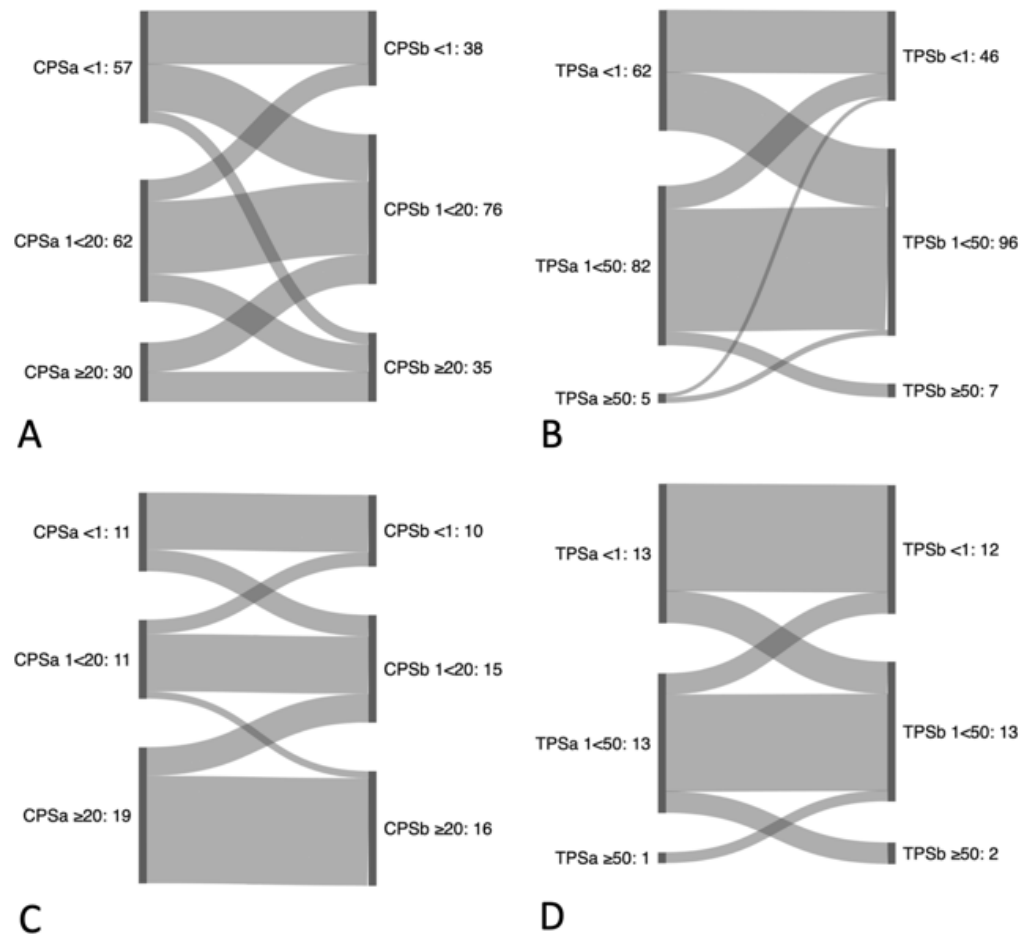 CPSa <1: 57
CPSb <1: 38
CPSa 1<20: 62
CPSb 1<20: 76
CPSa ≥20: 30
CPSb ≥20: 35
A
TPSa <1: 62
TPSb <1: 46
TPSa 1<50: 82
TPSb 1<50: 96
TPSa ≥50: 5
TPSb ≥50: 7
B
CPSa <1: 11
CPSb <1: 10
CPSa 1<20: 11
CPSb 1<20: 15
CPSa ≥20: 19
CPSb ≥20: 16
C
TPSa <1: 13
TPSb <1: 12
TPSa 1<50: 13
TPSb 1<50: 13
TPSa ≥50: 1
TPSb ≥50: 2
D